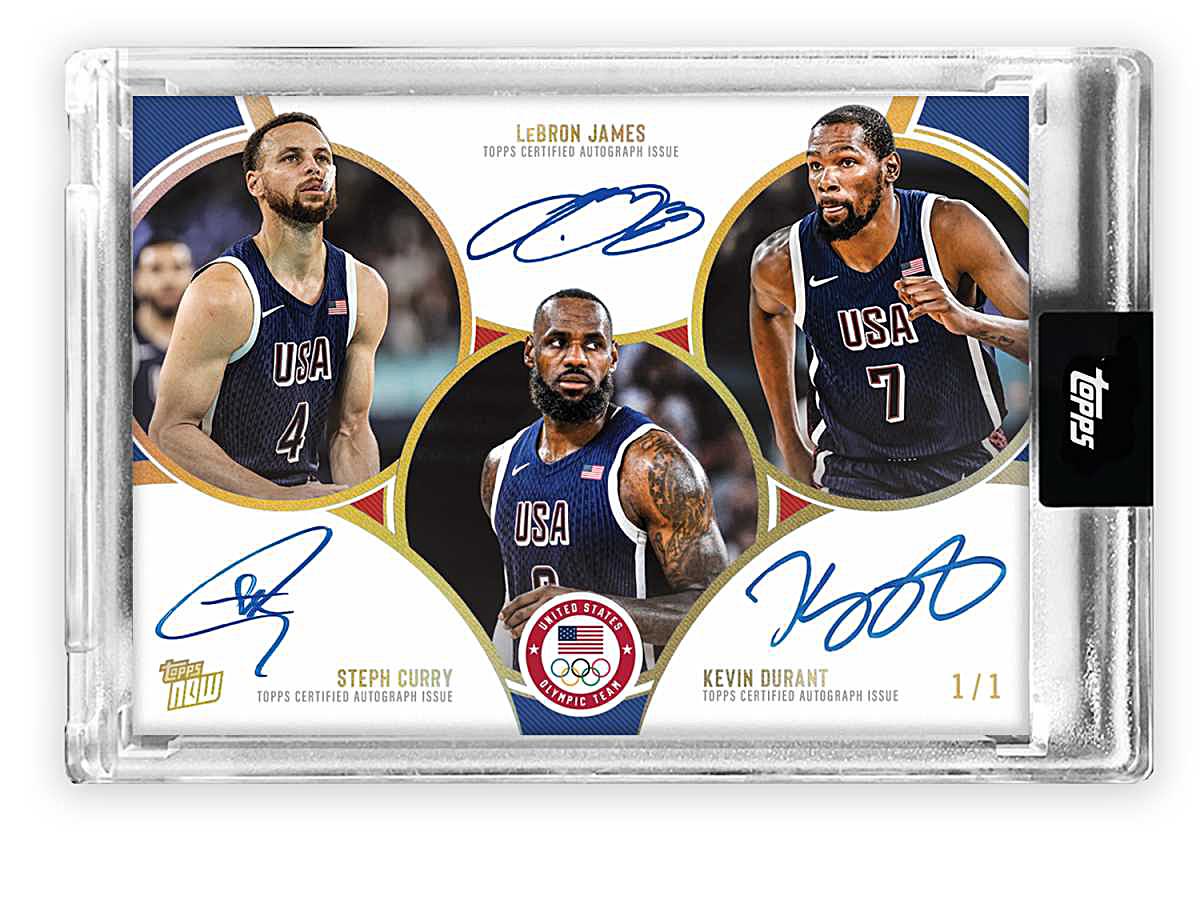 LeBRON JAMES
TOPPS CERTIFIED AUTOGRAPH ISSUE
USA
4
USA
7
USA
topps
STEPH CURRY
TOPPS CERTIFIED AUTOGRAPH ISSUE
topps
now
UNITED STATES
OLYMPIC TEAM
KEVIN DURANT
TOPPS CERTIFIED AUTOGRAPH ISSUE
1/1